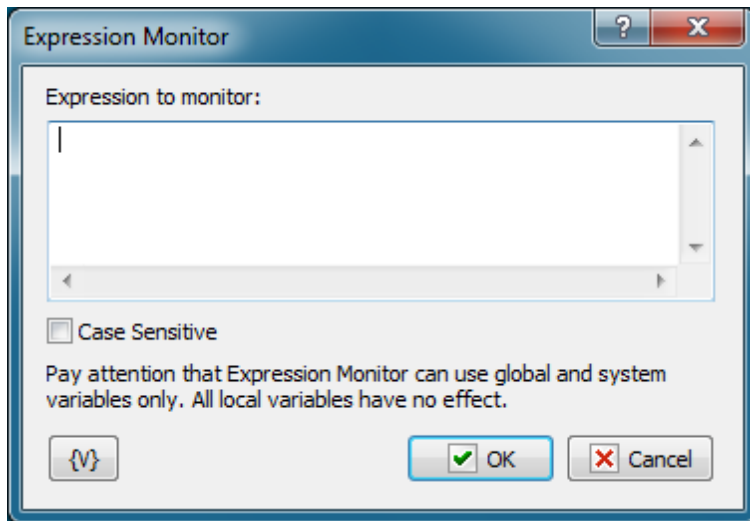 Expression Monitor
?
Expression to monitor:
Case Sensitive
Pay attention that Expression Monitor can use global and system
variables only. All local variables have no effect.
{V} OK Cancel